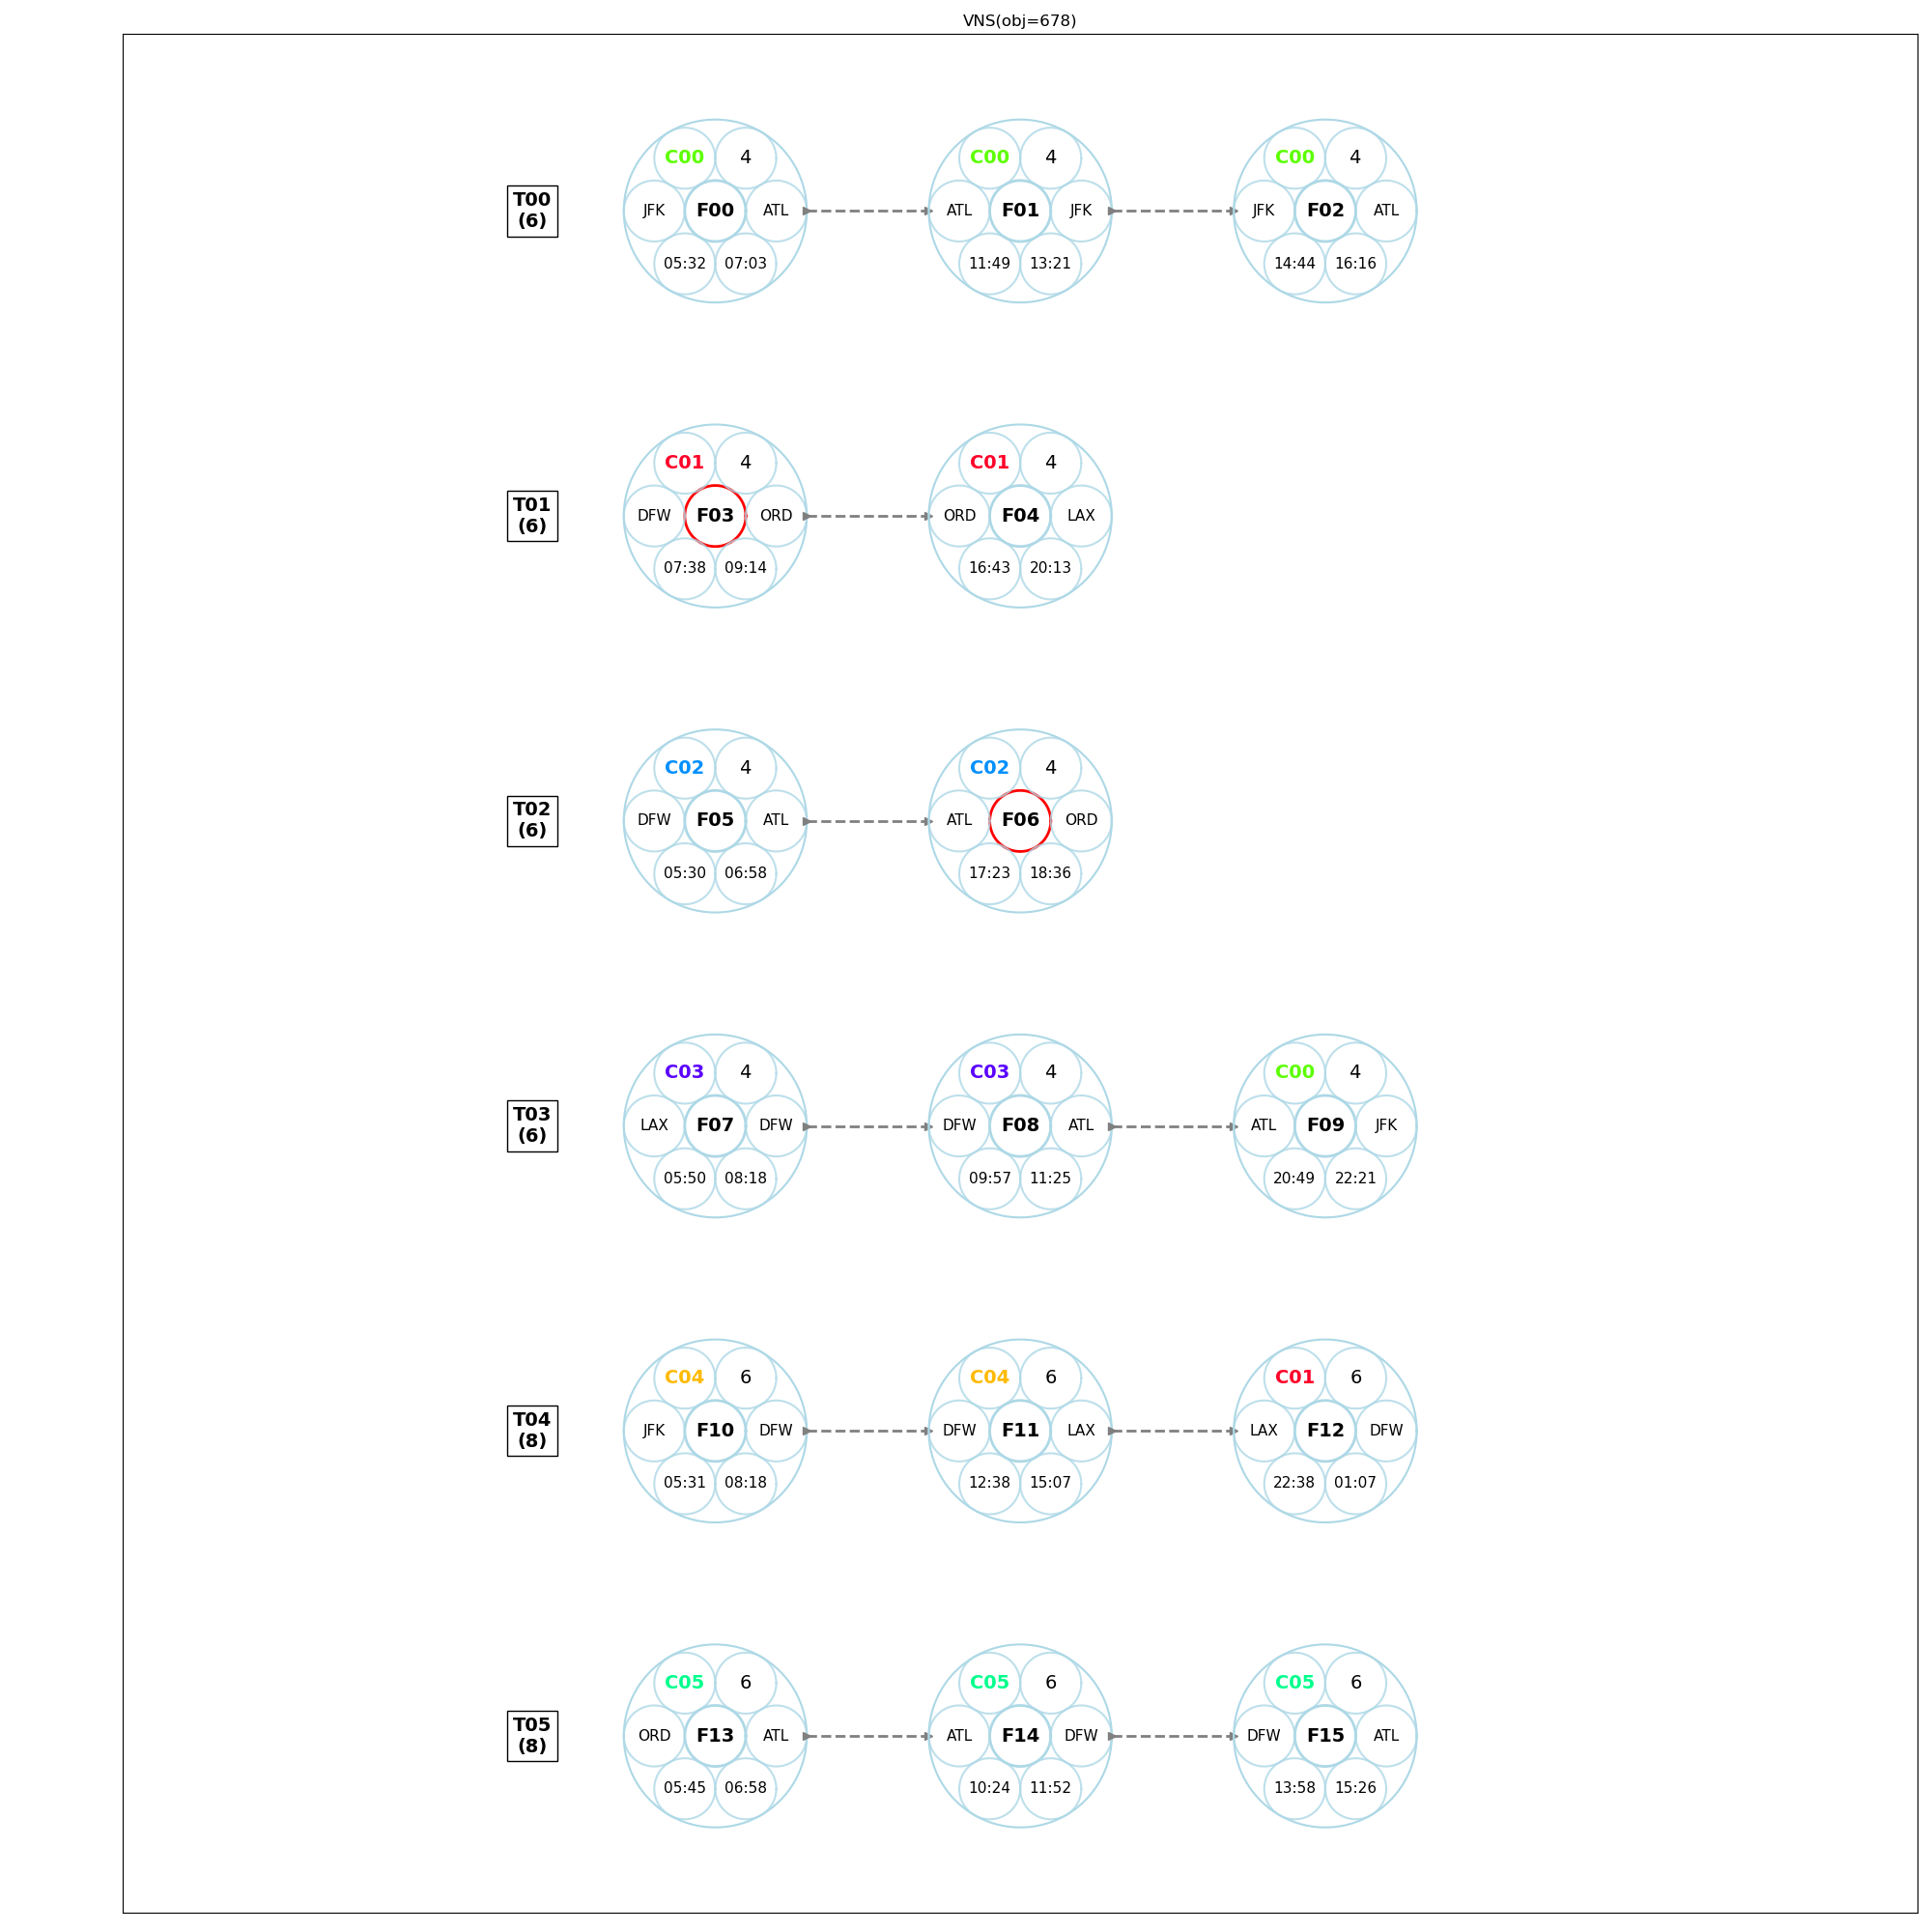 VNS(obj=678)
T00
(6)
C00 4
JFK F00 ATL
05:32 07:03
C00 4
ATL F01 JFK
11:49 13:21
C00 4
JFK F02 ATL
14:44 16:16
T01
(6)
C01 4
DFW F03 ORD
07:38 09:14
C01 4
ORD F04 LAX
16:43 20:13
T02
(6)
C02 4
DFW F05 ATL
05:30 06:58
C02 4
ATL F06 ORD
17:23 18:36
T03
(6)
C03 4
LAX F07 DFW
05:50 08:18
C03 4
DFW F08 ATL
09:57 11:25
C00 4
ATL F09 JFK
20:49 22:21
T04
(8)
C04 6
JFK F10 DFW
05:31 08:18
C04 6
DFW F11 LAX
12:38 15:07
C01 6
LAX F12 DFW
22:38 01:07
T05
(8)
C05 6
ORD F13 ATL
05:45 06:58
C05 6
ATL F14 DFW
10:24 11:52
C05 6
DFW F15 ATL
13:58 15:26